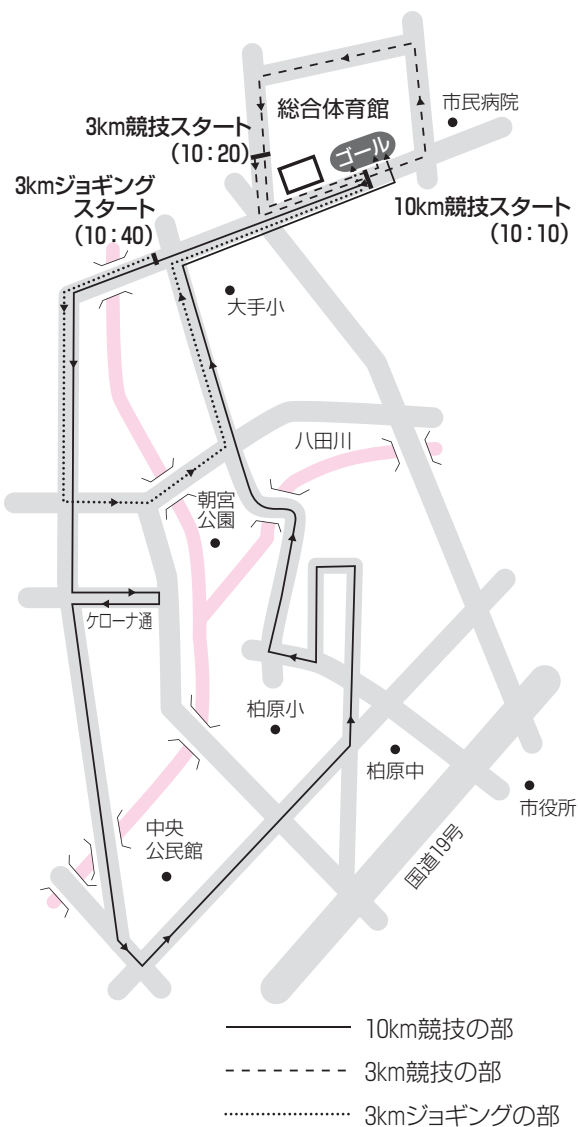 総合体育館
市民病院
3km競技スタート
(10：20)
ゴール
3kmジョギング
スタート
(10：40)
10km競技スタート
(10：10)
大手小
八田川
朝宮
公園
ケローナ通
柏原小
柏原中
市役所
中央
公民館
国道19号
10km競技の部
3km競技の部
3kmジョギングの部